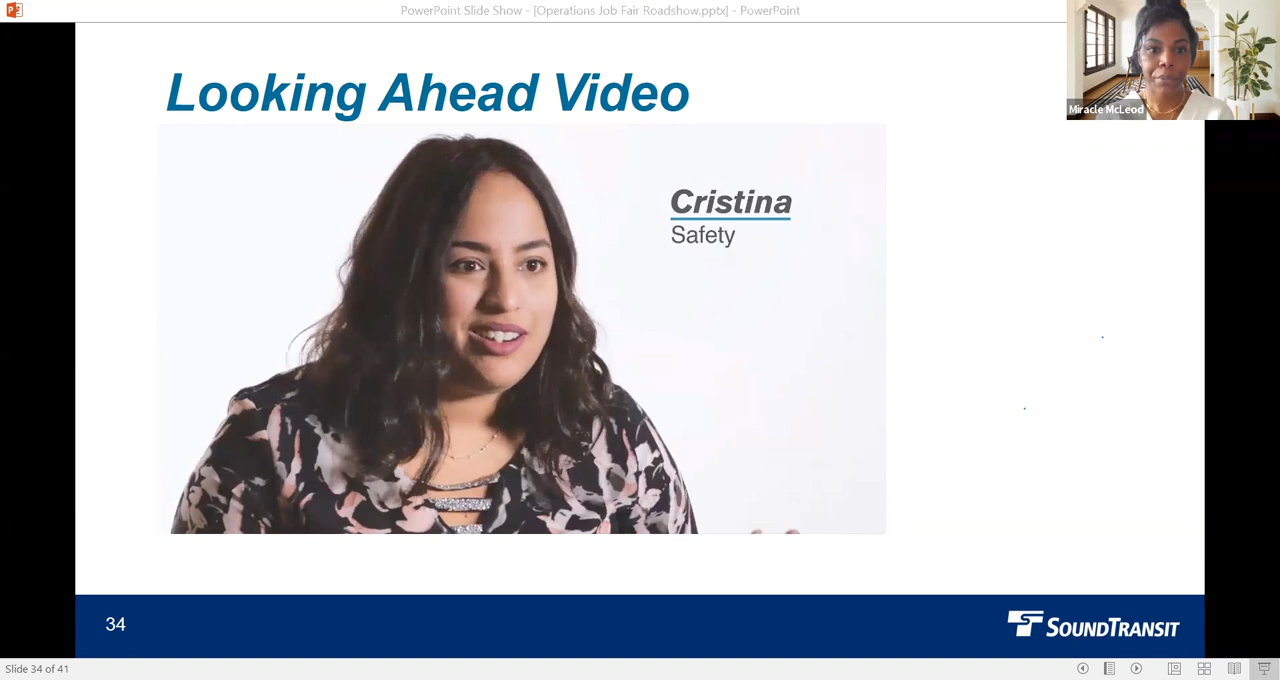 PowerPoint Slide Show - [Operations Job Fair Roadshow.pptx] - PowerPoint
Miracle McLeod
Looking Ahead Video
Cristina
Safety
34
SOUNDTRANSIT
Slide 34 of 41